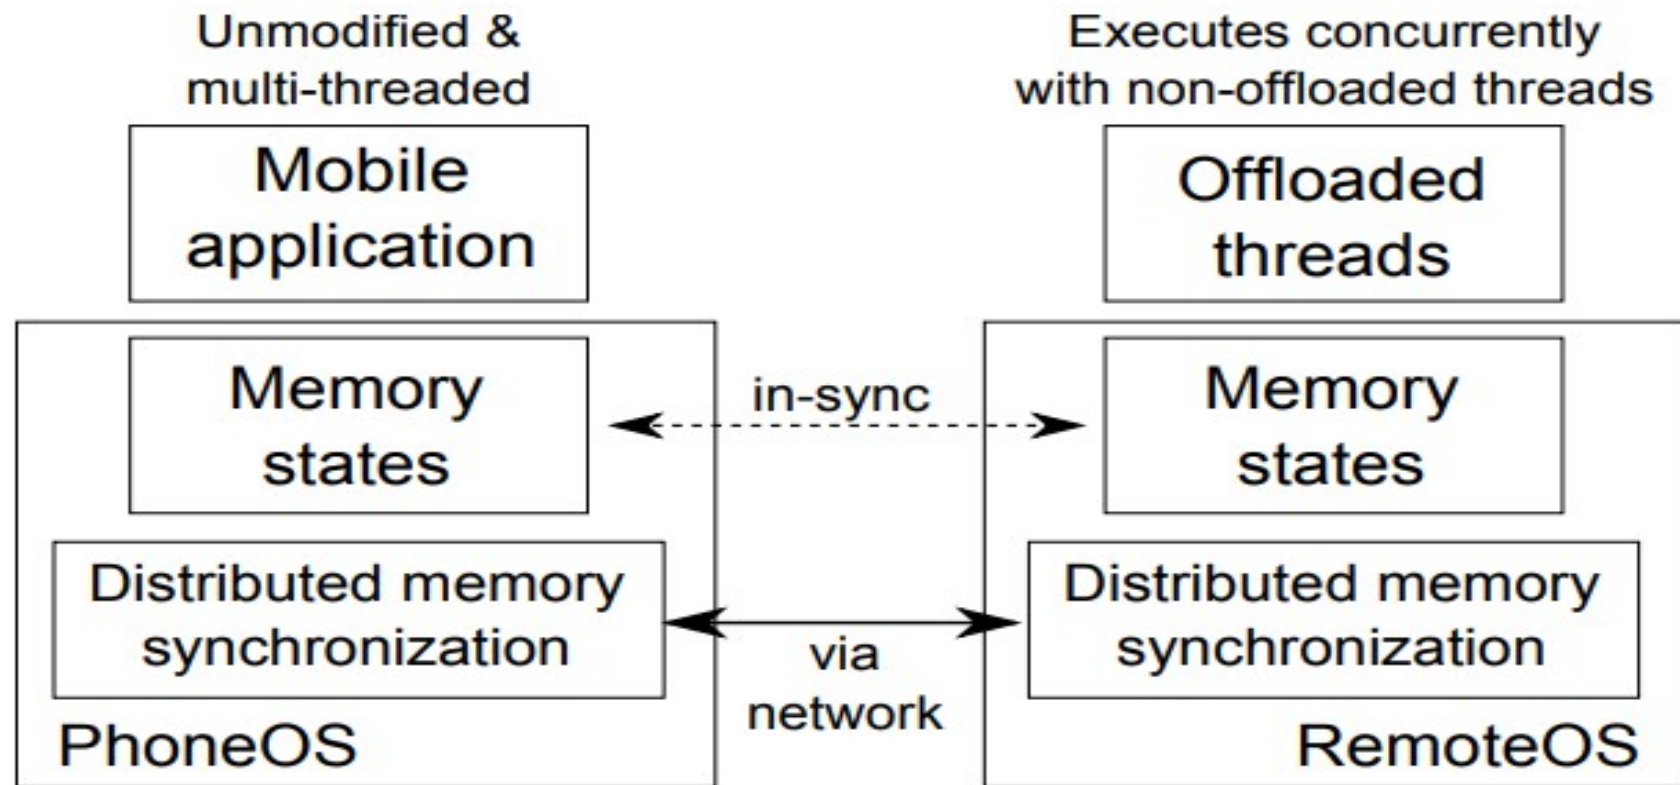 Unmodified &
multi-threaded
Mobile
application
Memory
states
Distributed memory
synchronization
PhoneOS
in-sync
via
network
Executes concurrently
with non-offloaded threads
Offloaded
threads
Memory
states
Distributed memory
synchronization
RemoteOS